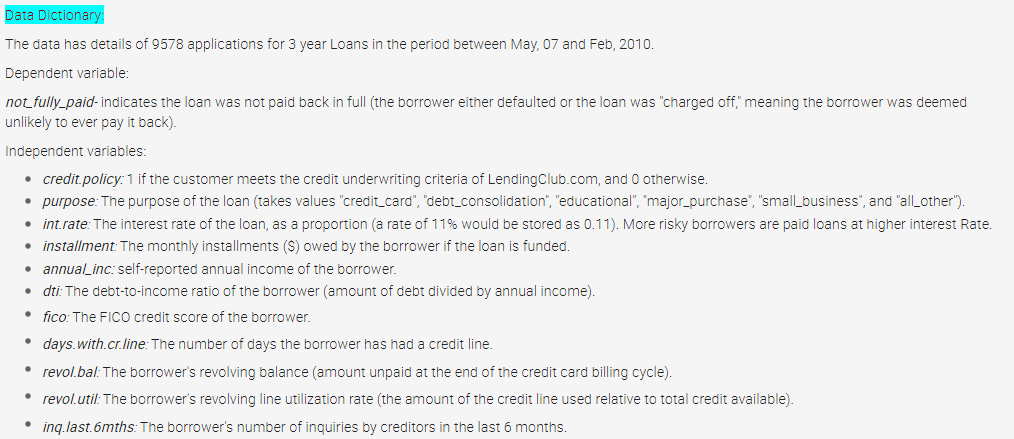 Data Dictionary:
The data has details of 9578 applications for 3 year Loans in the period between May, 07 and Feb, 2010.
Dependent variable:
not_fully_paid- indicates the loan was not paid back in full (the borrower either defaulted or the loan was "charged off," meaning the borrower was deemed
unlikely to ever pay it back).
Independent variables:
• credit.policy: 1 if the customer meets the credit underwriting criteria of LendingClub.com, and 0 otherwise.
• purpose: The purpose of the loan (takes values "credit_card", "debt_consolidation", "educational", "major_purchase", "small_business", and "all_other").
• int.rate: The interest rate of the loan, as a proportion (a rate of 11% would be stored as 0.11). More risky borrowers are paid loans at higher interest Rate.
• installment: The monthly installments ($) owed by the borrower if the loan is funded.
• annual_inc: self-reported annual income of the borrower.
• dti: The debt-to-income ratio of the borrower (amount of debt divided by annual income).
• fico: The FICO credit score of the borrower.
• days.with.cr.line: The number of days the borrower has had a credit line.
• revol.bal: The borrower's revolving balance (amount unpaid at the end of the credit card billing cycle).
• revol.util: The borrower's revolving line utilization rate (the amount of the credit line used relative to total credit available).
• inq.last.6mths: The borrower's number of inquiries by creditors in the last 6 months.